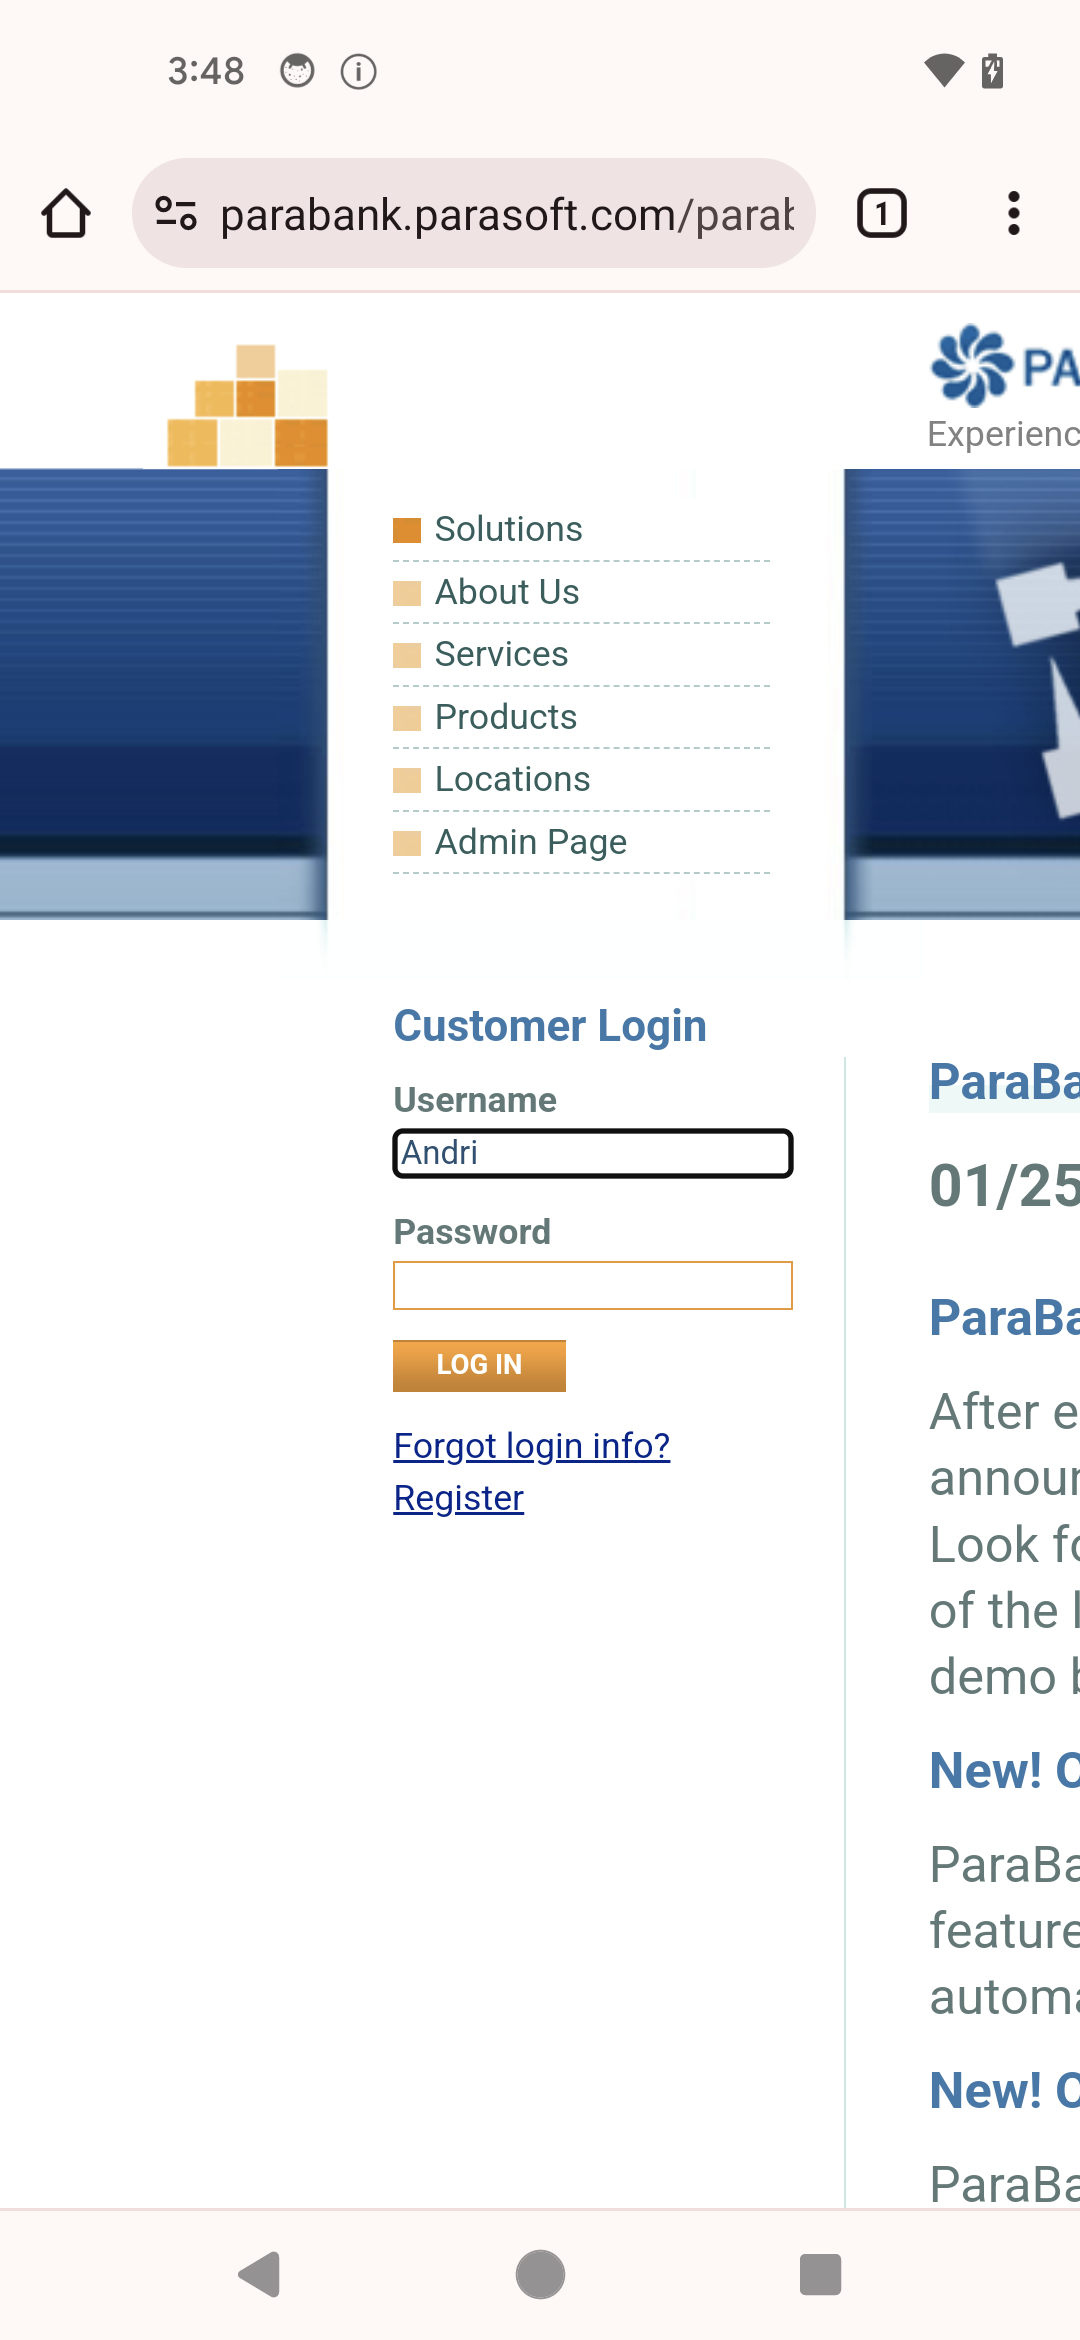 3:48
parabank.parasoft.com/parab
1
PA
Experienc
Solutions
About Us
Services
Products
Locations
Admin Page
Customer Login
Username
Andri
Password
LOG IN
Forgot login info?
Register
ParaBa
01/25
ParaBa
After e
announ
Look fo
of the l
demo b
New! O
ParaBa
feature
automa
New! O
ParaBa